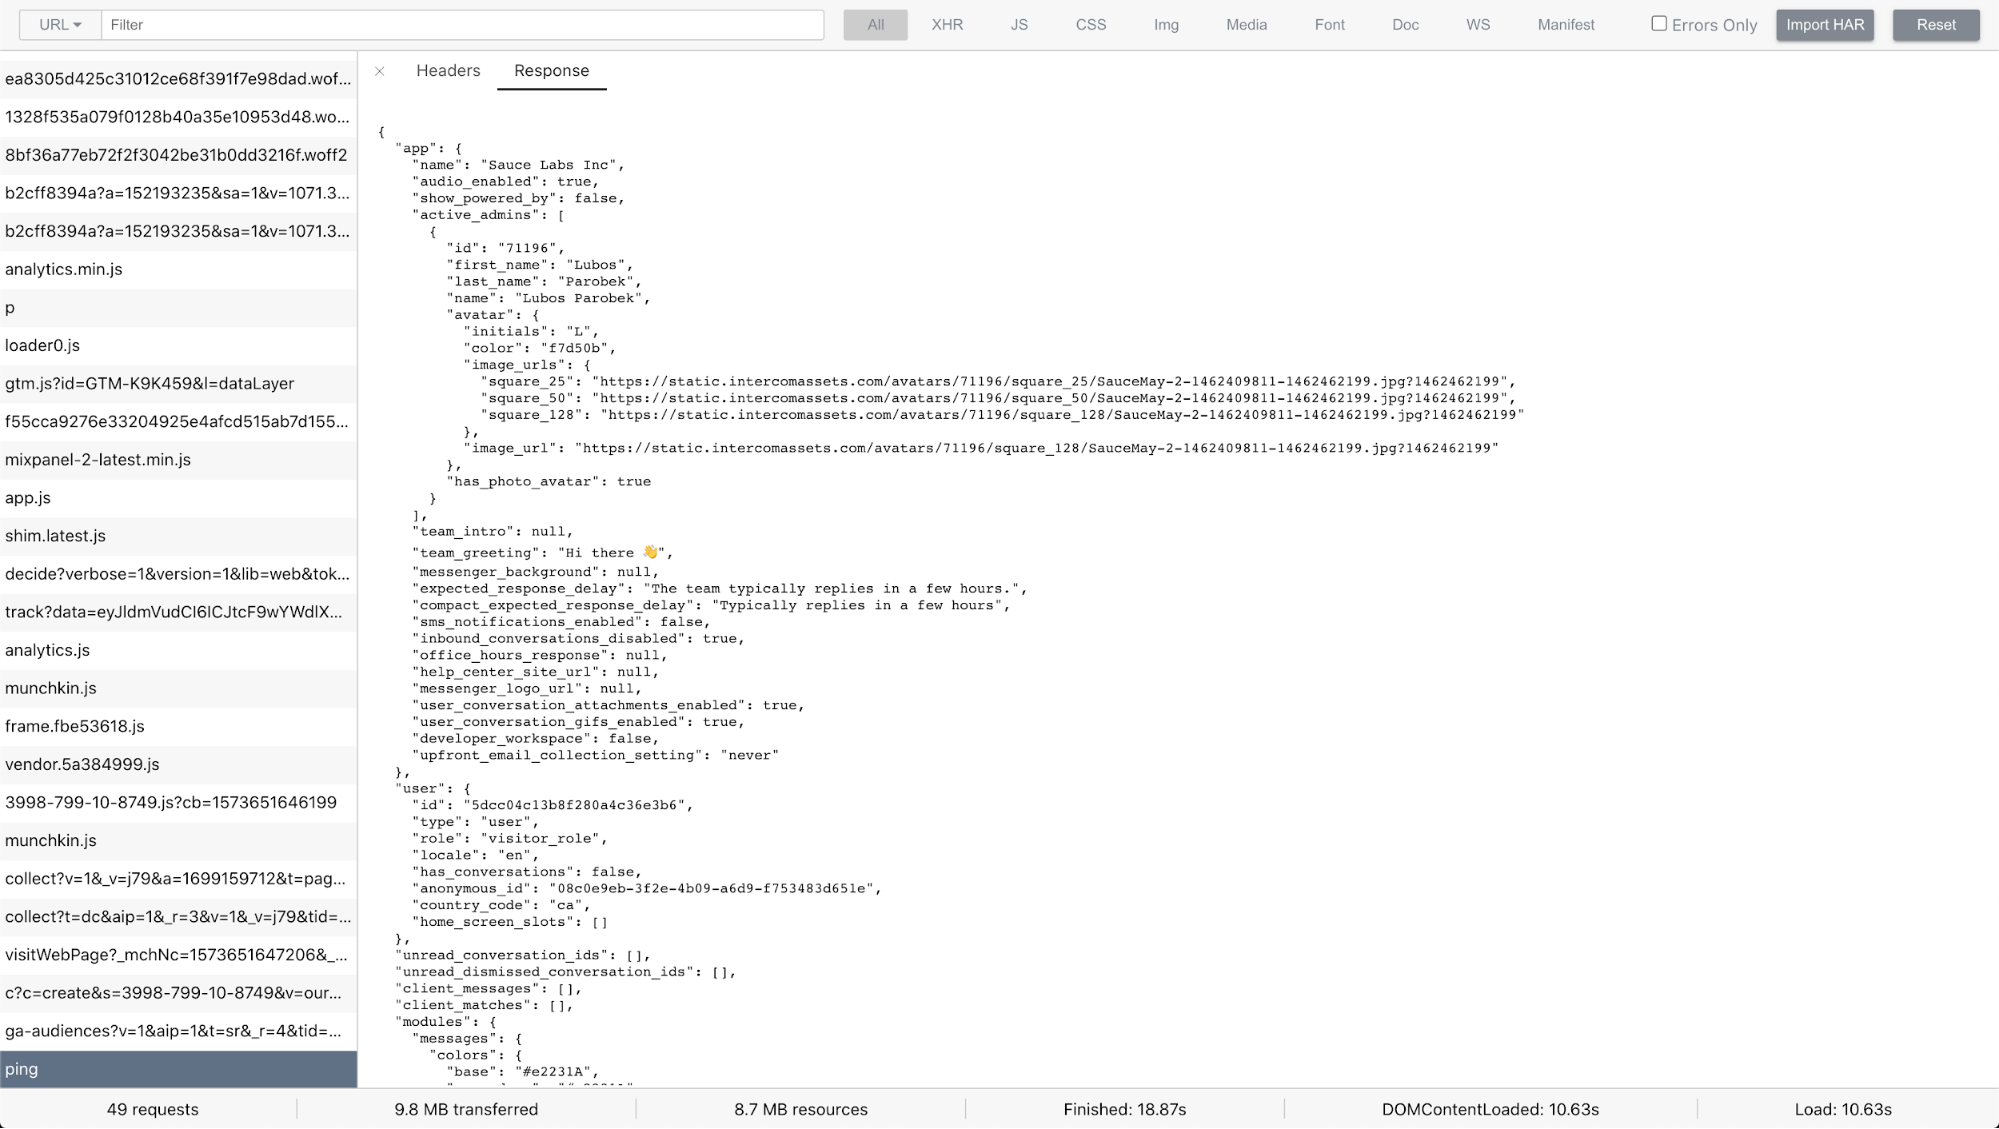 URL Filter All XHR JS CSS Img Media Font Doc WS Manifest Errors Only Import HAR Reset
ea8305d425c31012ce68f391f7e98dad.wof...
1328f535a079f0128b40a35e10953d48.wo...
8bf36a77eb72f2f3042be31b0dd3216f.woff2
b2cff8394a?a=152193235&sa=1&v=1071.3...
b2cff8394a?a=152193235&sa=1&v=1071.3...
analytics.min.js
p
loader0.js
gtm.js?id=GTM-K9K459&l=dataLayer
f55cca9276e33204925e4afcd515ab7d155...
mixpanel-2-latest.min.js
app.js
shim.latest.js
decide?verbose=1&version=1&lib=web&tok...
track?data=eyJldmVudCI6ICJtcF9wYWdlX...
analytics.js
munchkin.js
frame.fbe53618.js
vendor.5a384999.js
3998-799-10-8749.js?cb=1573651646199
munchkin.js
collect?v=1&_v=j79&a=1699159712&t=pag...
collect?t=dc&aip=1&_r=3&v=1&_v=j79&tid=...
visitWebPage?_mchNc=1573651647206&_...
c?c=create&s=3998-799-10-8749&v=our...
ga-audiences?v=1&aip=1&t=sr&_r=4&tid=...
ping
× Headers Response
{
"app": {
"name": "Sauce Labs Inc",
"audio_enabled": true,
"show_powered_by": false,
"active_admins": [
{
"id": "71196",
"first_name": "Lubos",
"last_name": "Parobek",
"name": "Lubos Parobek",
"avatar": {
"initials": "L",
"color": "f7d50b",
"image_urls": {
"square_25": "https://static.intercomassets.com/avatars/71196/square_25/SauceMay-2-1462409811-1462462199.jpg?1462462199",
"square_50": "https://static.intercomassets.com/avatars/71196/square_50/SauceMay-2-1462409811-1462462199.jpg?1462462199",
"square_128": "https://static.intercomassets.com/avatars/71196/square_128/SauceMay-2-1462409811-1462462199.jpg?1462462199"
},
"image_url": "https://static.intercomassets.com/avatars/71196/square_128/SauceMay-2-1462409811-1462462199.jpg?1462462199"
},
"has_photo_avatar": true
}
],
"team_intro": null,
"team_greeting": "Hi there 👋",
"messenger_background": null,
"expected_response_delay": "The team typically replies in a few hours.",
"compact_expected_response_delay": "Typically replies in a few hours",
"sms_notifications_enabled": false,
"inbound_conversations_disabled": true,
"office_hours_response": null,
"help_center_site_url": null,
"messenger_logo_url": null,
"user_conversation_attachments_enabled": true,
"user_conversation_gifs_enabled": true,
"developer_workspace": false,
"upfront_email_collection_setting": "never"
},
"user": {
"id": "5dcc04c13b8f280a4c36e3b6",
"type": "user",
"role": "visitor_role",
"locale": "en",
"has_conversations": false,
"anonymous_id": "08c0e9eb-3f2e-4b09-a6d9-f753483d651e",
"country_code": "ca",
"home_screen_slots": []
},
"unread_conversation_ids": [],
"unread_dismissed_conversation_ids": [],
"client_messages": [],
"client_matches": [],
"modules": {
"messages": {
"colors": {
"base": "#e2231A",
49 requests 9.8 MB transferred 8.7 MB resources Finished: 18.87s DOMContentLoaded: 10.63s Load: 10.63s